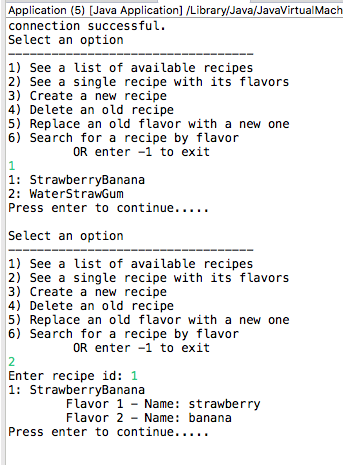 Application (5) [Java Application] /Library/Java/JavaVirtualMach
connection successful.
Select an option
-----------------------------------
1) See a list of available recipes
2) See a single recipe with its flavors
3) Create a new recipe
4) Delete an old recipe
5) Replace an old flavor with a new one
6) Search for a recipe by flavor
OR enter -1 to exit
1
1: StrawberryBanana
2: WaterStrawGum
Press enter to continue.....
Select an option
-----------------------------------
1) See a list of available recipes
2) See a single recipe with its flavors
3) Create a new recipe
4) Delete an old recipe
5) Replace an old flavor with a new one
6) Search for a recipe by flavor
OR enter -1 to exit
2
Enter recipe id: 1
1: StrawberryBanana
Flavor 1 - Name: strawberry
Flavor 2 - Name: banana
Press enter to continue.....